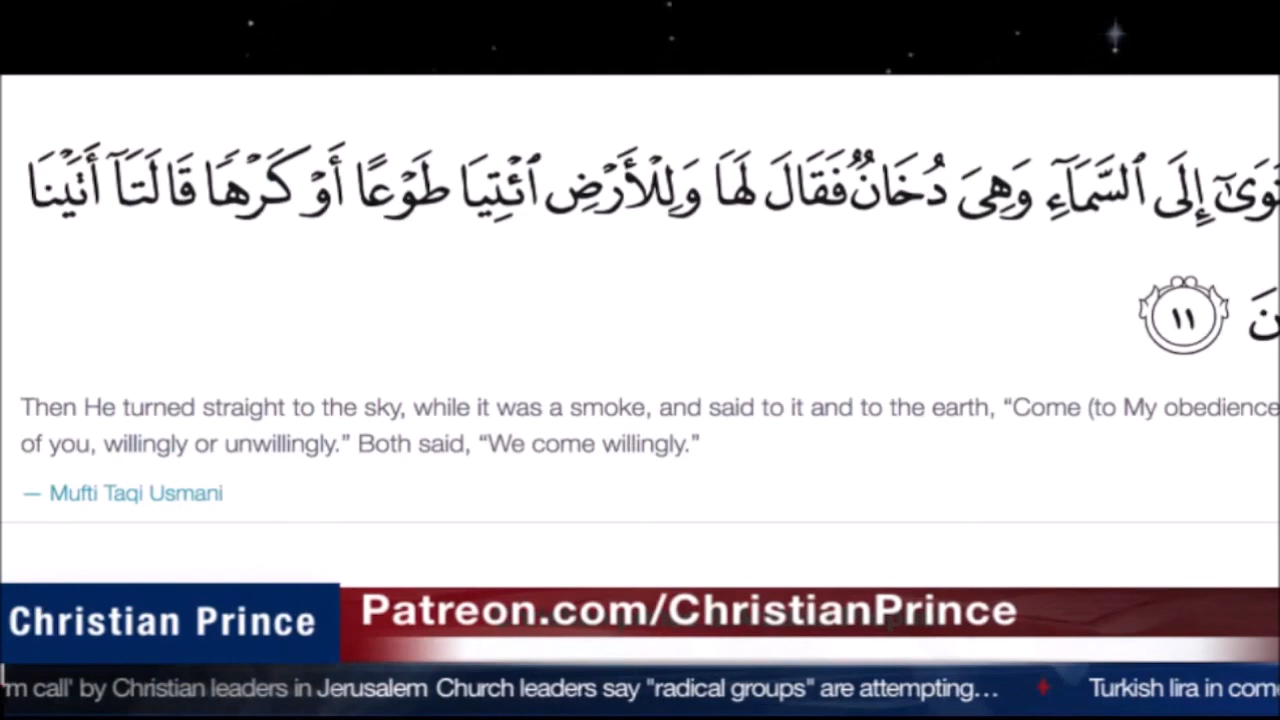 إِلَى ٱلسَّمَآءِ وَهِىَ دُخَانٌ فَقَالَ لَهَا وَلِلْأَرْضِ ٱئْتِيَا طَوْعًا أَوْ كَرْهًا قَالَتَآ أَتَيْنَا
١١
Then He turned straight to the sky, while it was a smoke, and said to it and to the earth, “Come (to My obedience
of you, willingly or unwillingly.” Both said, “We come willingly.”
— Mufti Taqi Usmani
Christian Prince
Patreon.com/ChristianPrince
call' by Christian leaders in Jerusalem Church leaders say "radical groups" are attempting... Turkish lira in